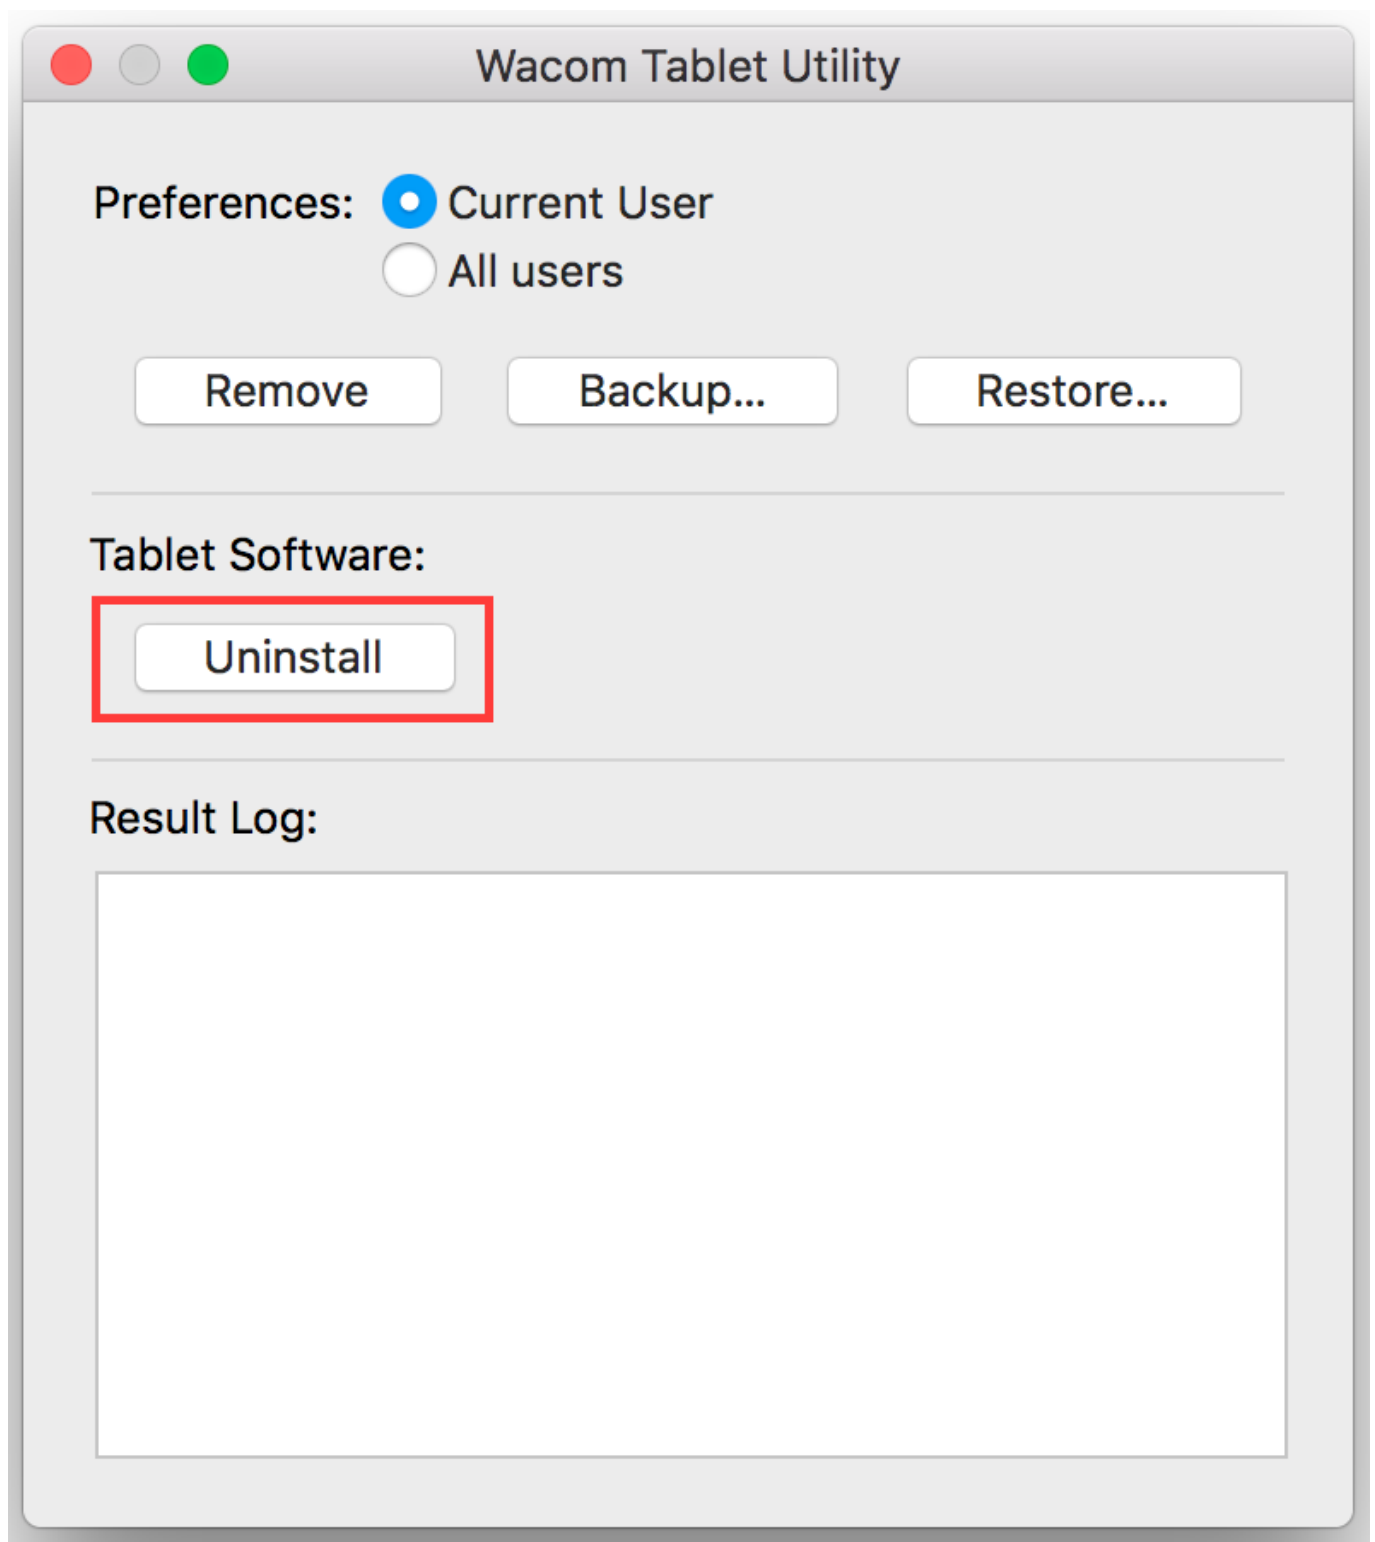 Wacom Tablet Utility
Preferences: Current User
All users
Remove Backup... Restore...
Tablet Software:
Uninstall
Result Log: